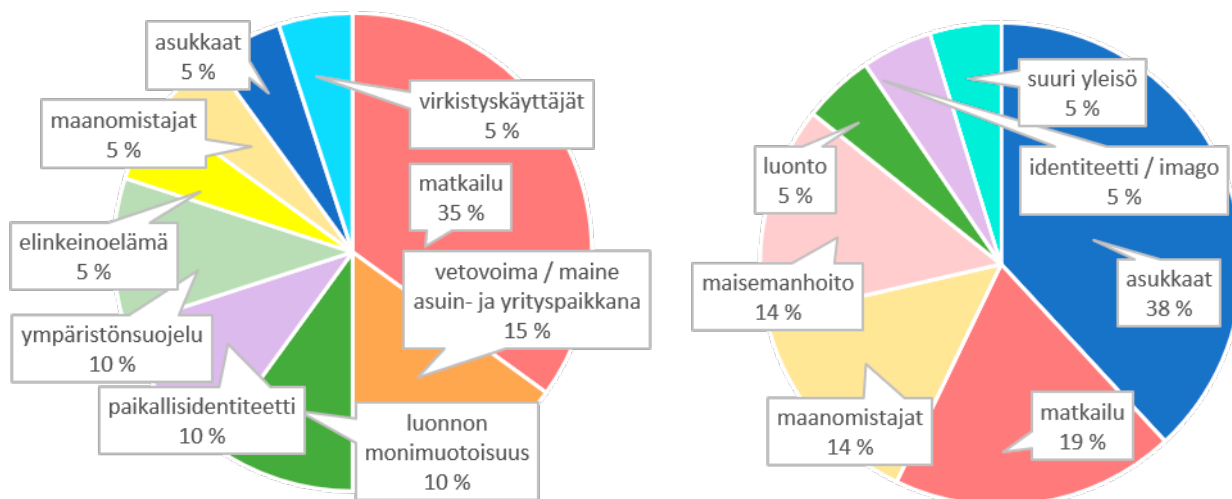 asukkaat
5 %
virkistyskäyttäjät
5 %
maanomistajat
5 %
matkailu
35 %
elinkeinoelämä
5 %
vetovoima / maine
asuin- ja yrityspaikkana
15 %
ympäristönsuojelu
10 %
paikallisidentiteetti
10 %
luonnon
monimuotoisuus
10 %
suuri yleisö
5 %
luonto
5 %
identiteetti / imago
5 %
maisemanhoito
14 %
asukkaat
38 %
maanomistajat
14 %
matkailu
19 %